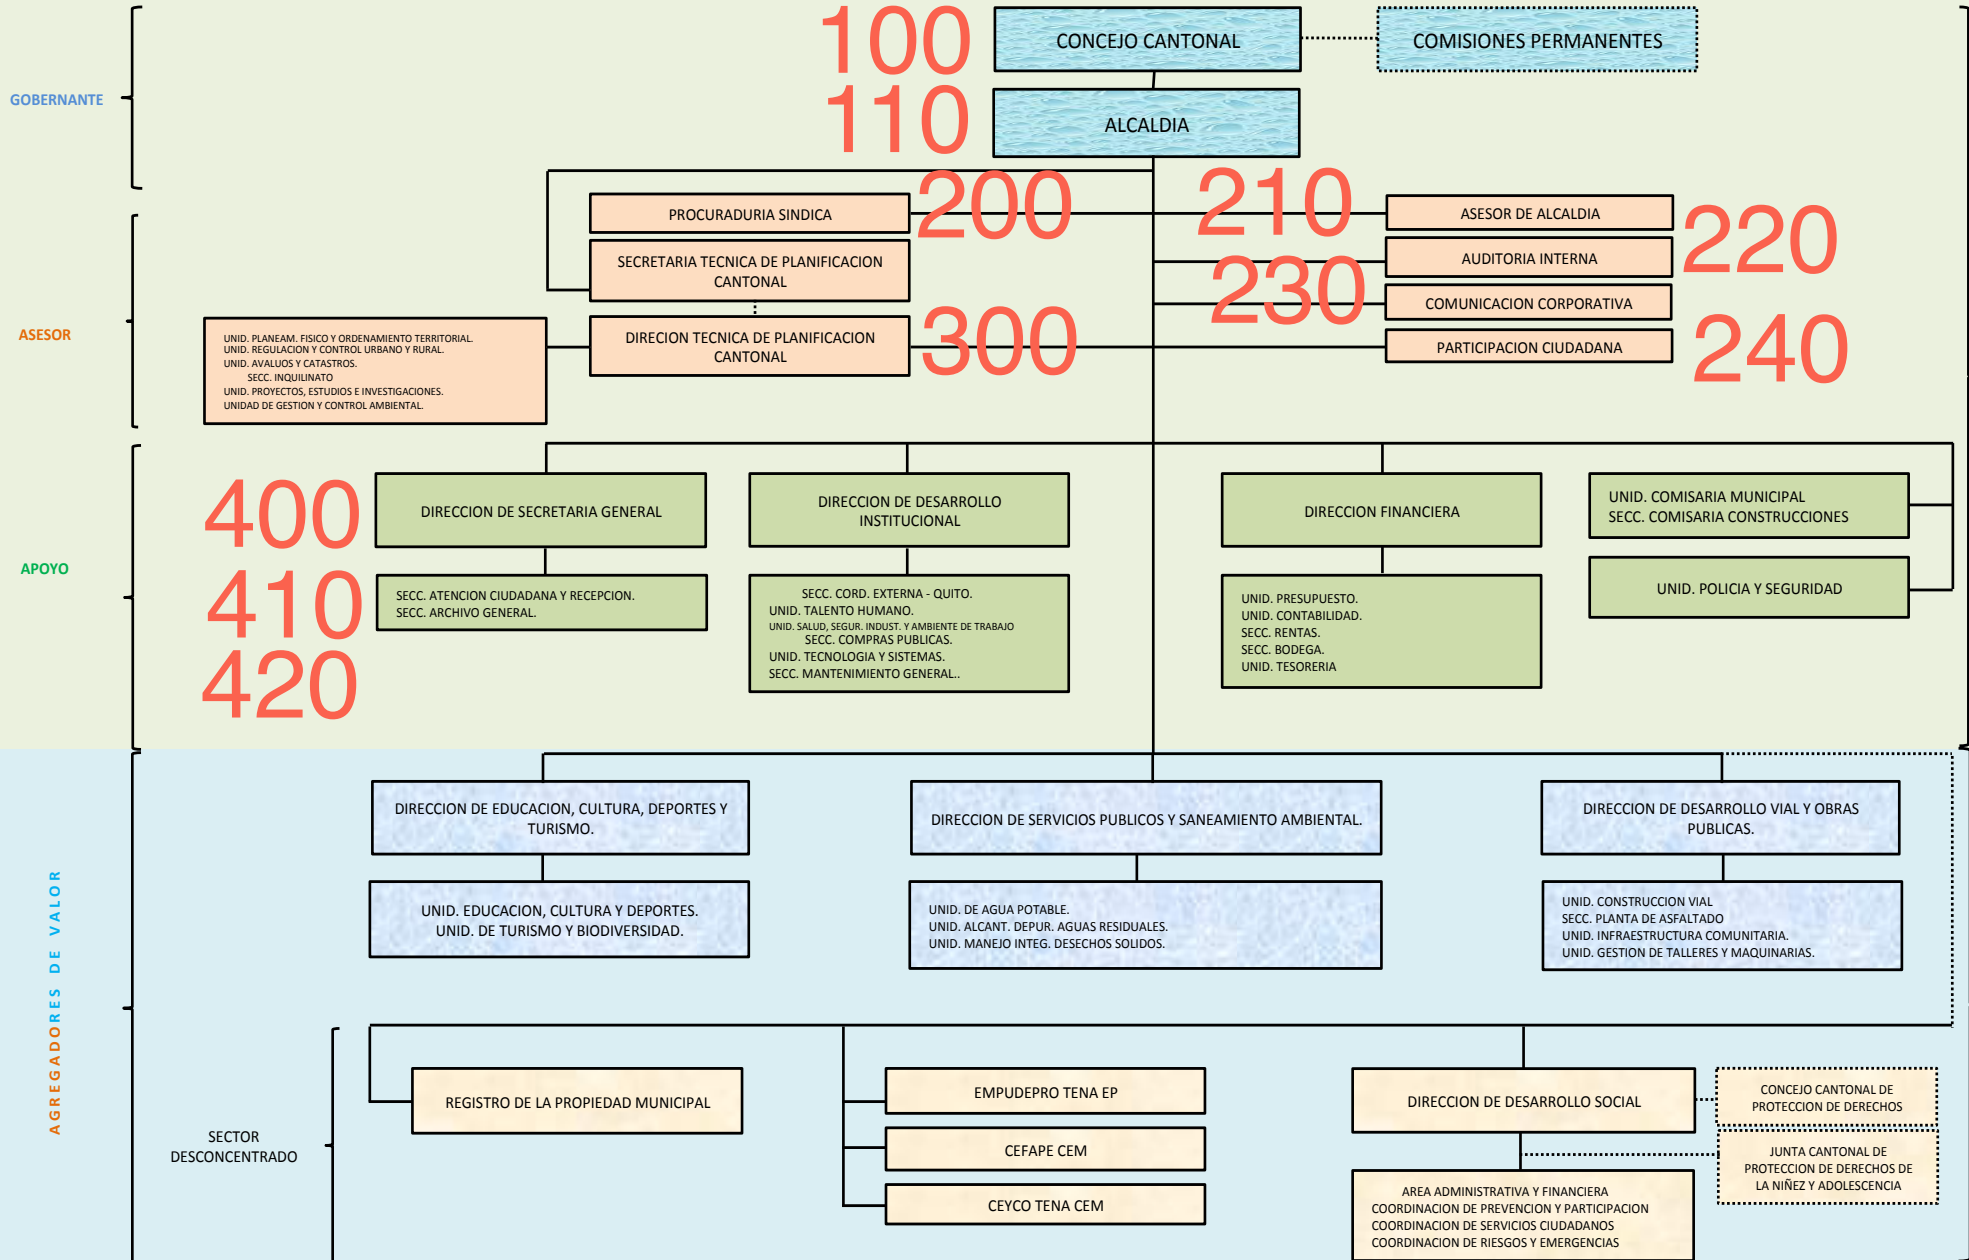 100
CONCEJO CANTONAL
COMISIONES PERMANENTES
GOBERNANTE
110
ALCALDIA
200
210
PROCURADURIA SINDICA
ASESOR DE ALCALDIA
220
SECRETARIA TECNICA DE PLANIFICACION
CANTONAL
AUDITORIA INTERNA
230
COMUNICACION CORPORATIVA
ASESOR
UNID. PLANEAM. FISICO Y ORDENAMIENTO TERRITORIAL.
UNID. REGULACION Y CONTROL URBANO Y RURAL.
UNID. AVALUOS Y CATASTROS.
SECC. INQUILINATO
UNID. PROYECTOS, ESTUDIOS E INVESTIGACIONES.
UNIDAD DE GESTION Y CONTROL AMBIENTAL.
DIRECION TECNICA DE PLANIFICACION
CANTONAL
300
PARTICIPACION CIUDADANA
240
APOYO
400
DIRECCION DE SECRETARIA GENERAL
DIRECCION DE DESARROLLO
INSTITUCIONAL
DIRECCION FINANCIERA
UNID. COMISARIA MUNICIPAL
SECC. COMISARIA CONSTRUCCIONES
410
420
SECC. ATENCION CIUDADANA Y RECEPCION.
SECC. ARCHIVO GENERAL.
SECC. CORD. EXTERNA - QUITO.
UNID. TALENTO HUMANO.
UNID. SALUD, SEGUR. INDUST. Y AMBIENTE DE TRABAJO
SECC. COMPRAS PUBLICAS.
UNID. TECNOLOGIA Y SISTEMAS.
SECC. MANTENIMIENTO GENERAL..
UNID. PRESUPUESTO.
UNID. CONTABILIDAD.
SECC. RENTAS.
SECC. BODEGA.
UNID. TESORERIA
UNID. POLICIA Y SEGURIDAD
AGREGADORES DE VALOR
DIRECCION DE EDUCACION, CULTURA, DEPORTES Y
TURISMO.
DIRECCION DE SERVICIOS PUBLICOS Y SANEAMIENTO AMBIENTAL.
DIRECCION DE DESARROLLO VIAL Y OBRAS
PUBLICAS.
UNID. EDUCACION, CULTURA Y DEPORTES.
UNID. DE TURISMO Y BIODIVERSIDAD.
UNID. DE AGUA POTABLE.
UNID. ALCANT. DEPUR. AGUAS RESIDUALES.
UNID. MANEJO INTEG. DESECHOS SOLIDOS.
UNID. CONSTRUCCION VIAL
SECC. PLANTA DE ASFALTADO
UNID. INFRAESTRUCTURA COMUNITARIA.
UNID. GESTION DE TALLERES Y MAQUINARIAS.
SECTOR
DESCONCENTRADO
REGISTRO DE LA PROPIEDAD MUNICIPAL
EMPUDEPRO TENA EP
CEFAPE CEM
CEYCO TENA CEM
DIRECCION DE DESARROLLO SOCIAL
CONCEJO CANTONAL DE
PROTECCION DE DERECHOS
JUNTA CANTONAL DE
PROTECCION DE DERECHOS DE
LA NIÑEZ Y ADOLESCENCIA
AREA ADMINISTRATIVA Y FINANCIERA
COORDINACION DE PREVENCION Y PARTICIPACION
COORDINACION DE SERVICIOS CIUDADANOS
COORDINACION DE RIESGOS Y EMERGENCIAS